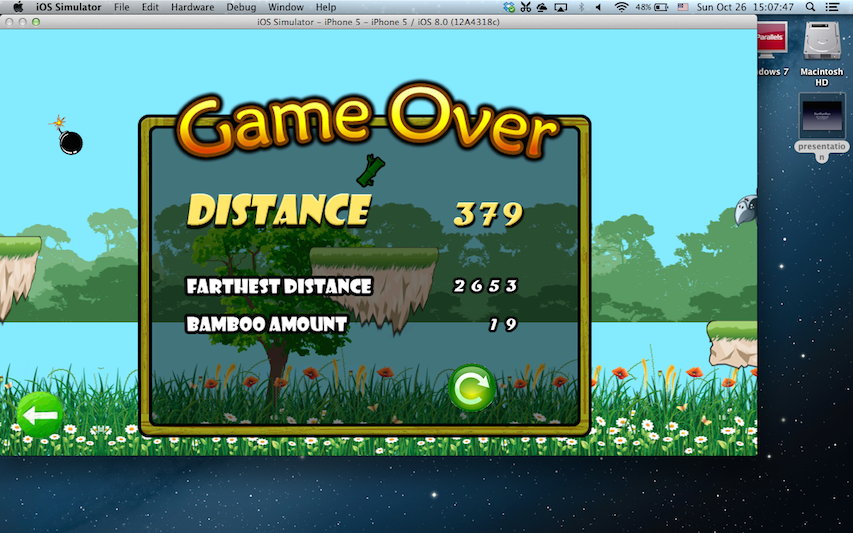 iOS Simulator File Edit Hardware Debug Window Help 48% Sun Oct 26 15:07:47
iOS Simulator – iPhone 5 – iPhone 5 / iOS 8.0 (12A4318c)
Parallels
dows 7
Macintosh
HD
presentatio
n
Game Over
DISTANCE 379
FARTHEST DISTANCE 2653
BAMBOO AMOUNT 19